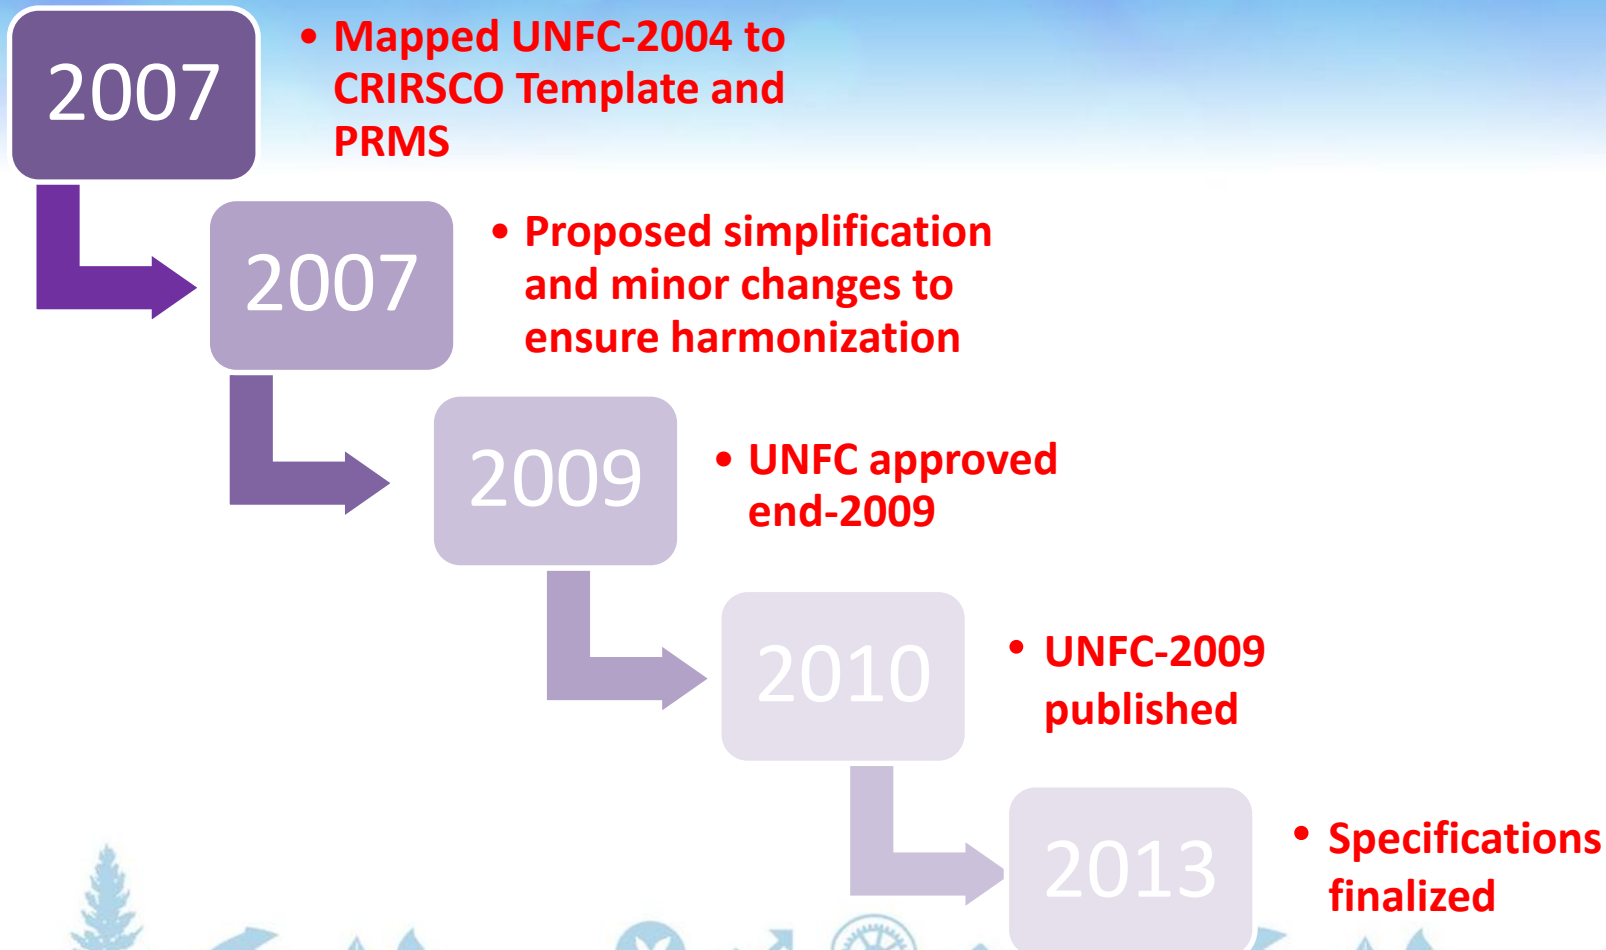 2007
• Mapped UNFC-2004 to
CRIRSCO Template and
PRMS
2007
• Proposed simplification
and minor changes to
ensure harmonization
2009
• UNFC approved
end-2009
2010
• UNFC-2009
published
2013
• Specifications
finalized